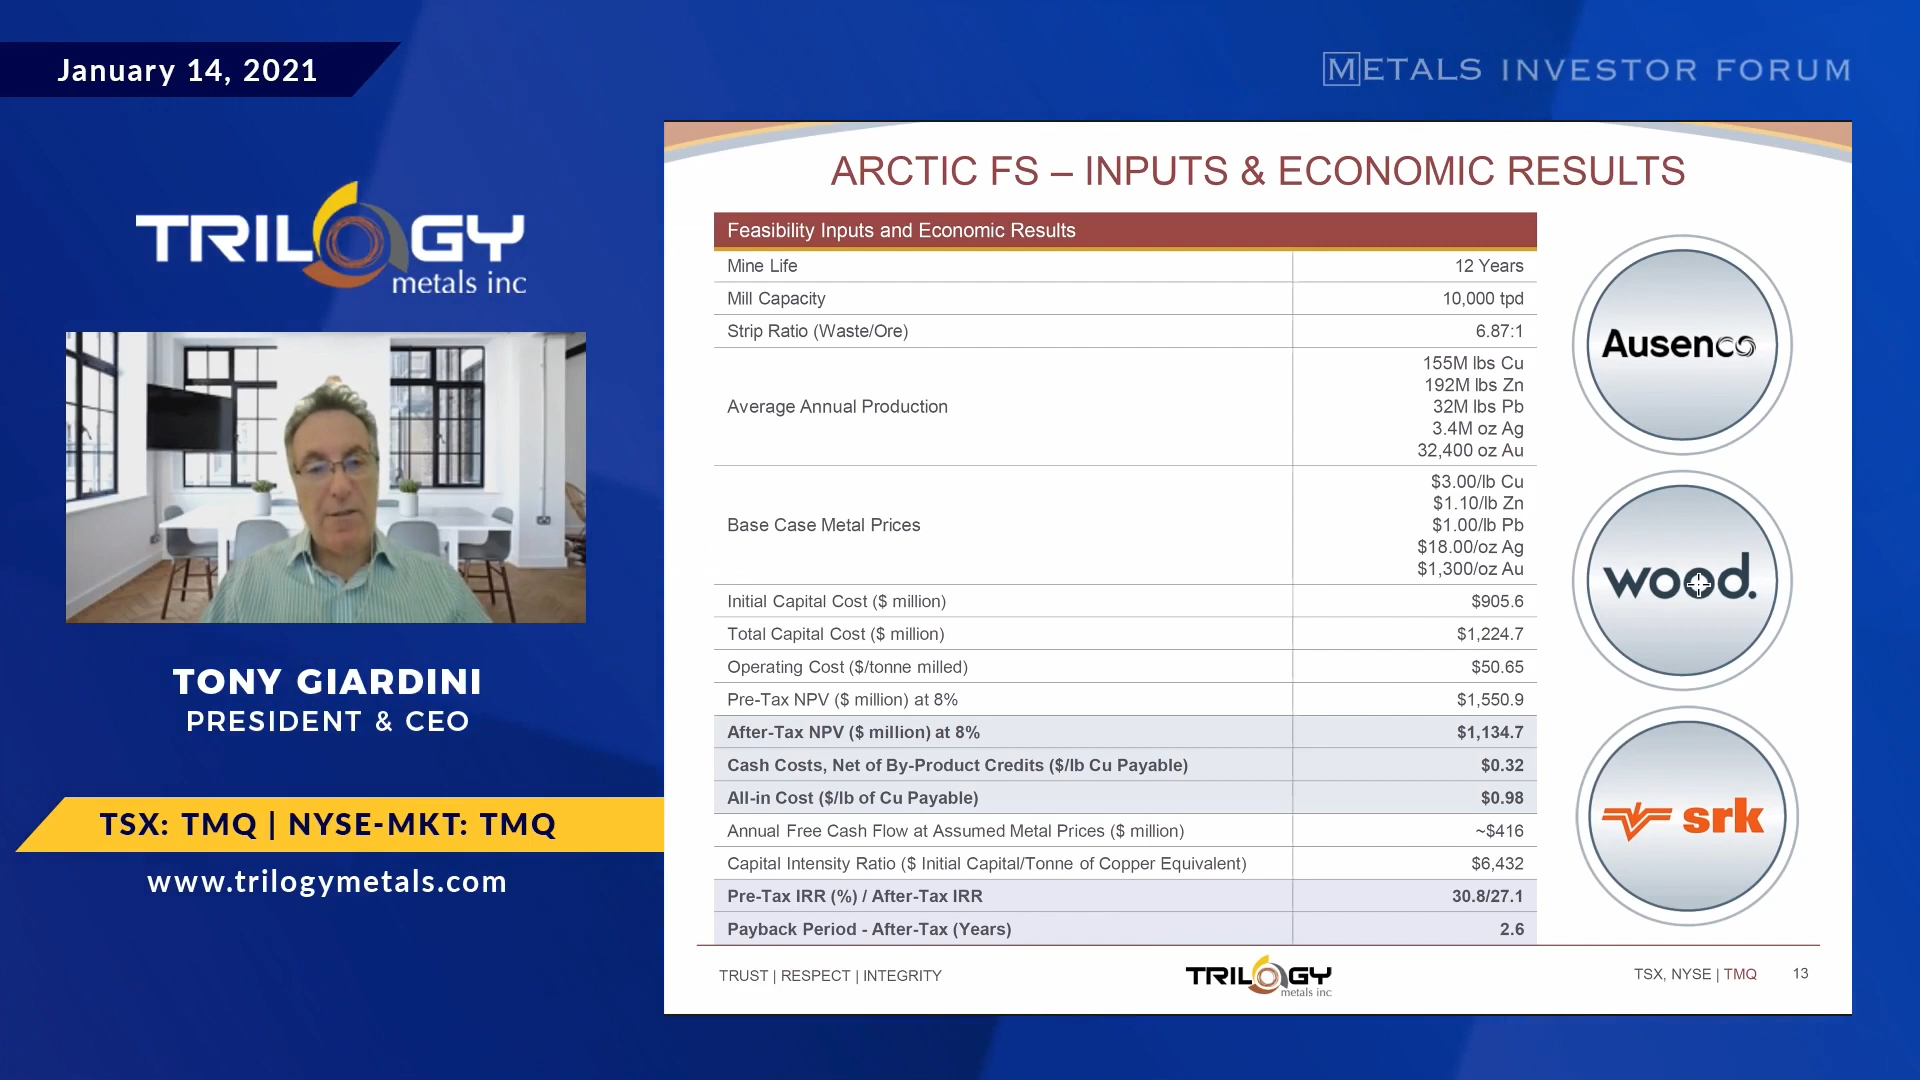 January 14, 2021
METALS INVESTOR FORUM
TRILOGY
metals inc
TONY GIARDINI
PRESIDENT & CEO
TSX: TMQ | NYSE-MKT: TMQ
www.trilogymetals.com
ARCTIC FS – INPUTS & ECONOMIC RESULTS
Feasibility Inputs and Economic Results
Mine Life 12 Years
Mill Capacity 10,000 tpd
Strip Ratio (Waste/Ore) 6.87:1
Average Annual Production
155M lbs Cu
192M lbs Zn
32M lbs Pb
3.4M oz Ag
32,400 oz Au
Base Case Metal Prices
$3.00/lb Cu
$1.10/lb Zn
$1.00/lb Pb
$18.00/oz Ag
$1,300/oz Au
Initial Capital Cost ($ million) $905.6
Total Capital Cost ($ million) $1,224.7
Operating Cost ($/tonne milled) $50.65
Pre-Tax NPV ($ million) at 8% $1,550.9
After-Tax NPV ($ million) at 8% $1,134.7
Cash Costs, Net of By-Product Credits ($/lb Cu Payable) $0.32
All-in Cost ($/lb of Cu Payable) $0.98
Annual Free Cash Flow at Assumed Metal Prices ($ million) ~$416
Capital Intensity Ratio ($ Initial Capital/Tonne of Copper Equivalent) $6,432
Pre-Tax IRR (%) / After-Tax IRR 30.8/27.1
Payback Period - After-Tax (Years) 2.6
Ausenco
wood.
srk
TRUST | RESPECT | INTEGRITY
TRILOGY
metals inc
TSX, NYSE | TMQ 13